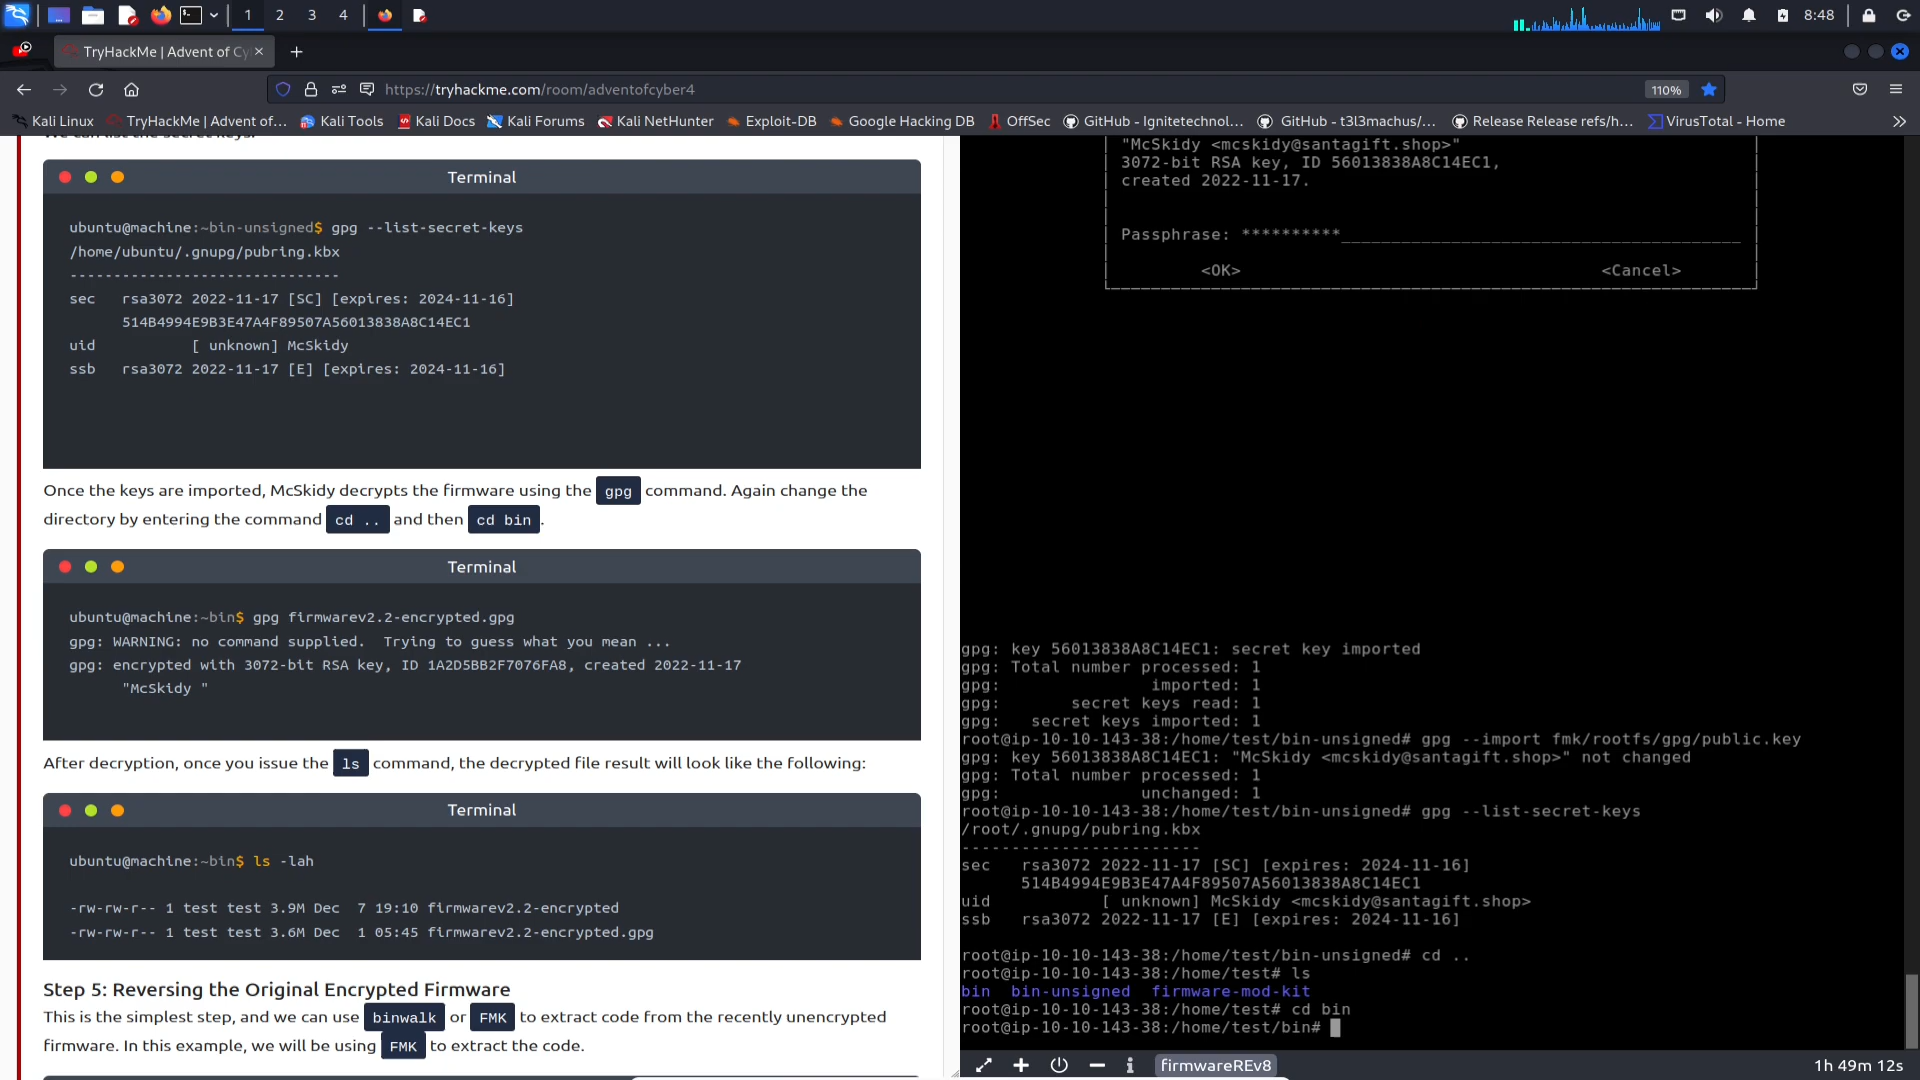 1 2 3 4 8:48
TryHackMe | Advent of Cy
https://tryhackme.com/room/adventofcyber4 110%
Kali Linux TryHackMe | Advent of... Kali Tools Kali Docs Kali Forums Kali NetHunter Exploit-DB Google Hacking DB OffSec GitHub - Ignitetechnol... GitHub - t3l3machus/... Release Release refs/h... VirusTotal - Home
We can list the secret keys.
Terminal
ubuntu@machine:~bin-unsigned$ gpg --list-secret-keys
/home/ubuntu/.gnupg/pubring.kbx
-------------------------------
sec   rsa3072 2022-11-17 [SC] [expires: 2024-11-16]
514B4994E9B3E47A4F89507A56013838A8C14EC1
uid           [ unknown] McSkidy
ssb   rsa3072 2022-11-17 [E] [expires: 2024-11-16]
Once the keys are imported, McSkidy decrypts the firmware using the gpg command. Again change the
directory by entering the command cd .. and then cd bin.
Terminal
ubuntu@machine:~bin$ gpg firmwarev2.2-encrypted.gpg
gpg: WARNING: no command supplied.  Trying to guess what you mean ...
gpg: encrypted with 3072-bit RSA key, ID 1A2D5BB2F7076FA8, created 2022-11-17
"McSkidy "
After decryption, once you issue the ls command, the decrypted file result will look like the following:
Terminal
ubuntu@machine:~bin$ ls -lah
-rw-rw-r-- 1 test test 3.9M Dec  7 19:10 firmwarev2.2-encrypted
-rw-rw-r-- 1 test test 3.6M Dec  1 05:45 firmwarev2.2-encrypted.gpg
Step 5: Reversing the Original Encrypted Firmware
This is the simplest step, and we can use binwalk or FMK to extract code from the recently unencrypted
firmware. In this example, we will be using FMK to extract the code.
"McSkidy <mcskidy@santagift.shop>"
3072-bit RSA key, ID 56013838A8C14EC1,
created 2022-11-17.
Passphrase: **********________________________________________
<OK> <Cancel>
gpg: key 56013838A8C14EC1: secret key imported
gpg: Total number processed: 1
gpg:               imported: 1
gpg:       secret keys read: 1
gpg:   secret keys imported: 1
root@ip-10-10-143-38:/home/test/bin-unsigned# gpg --import fmk/rootfs/gpg/public.key
gpg: key 56013838A8C14EC1: "McSkidy <mcskidy@santagift.shop>" not changed
gpg: Total number processed: 1
gpg:              unchanged: 1
root@ip-10-10-143-38:/home/test/bin-unsigned# gpg --list-secret-keys
/root/.gnupg/pubring.kbx
------------------------
sec   rsa3072 2022-11-17 [SC] [expires: 2024-11-16]
514B4994E9B3E47A4F89507A56013838A8C14EC1
uid           [ unknown] McSkidy <mcskidy@santagift.shop>
ssb   rsa3072 2022-11-17 [E] [expires: 2024-11-16]
root@ip-10-10-143-38:/home/test/bin-unsigned# cd ..
root@ip-10-10-143-38:/home/test# ls
bin  bin-unsigned  firmware-mod-kit
root@ip-10-10-143-38:/home/test# cd bin
root@ip-10-10-143-38:/home/test/bin#
firmwareREv8 1h 49m 12s